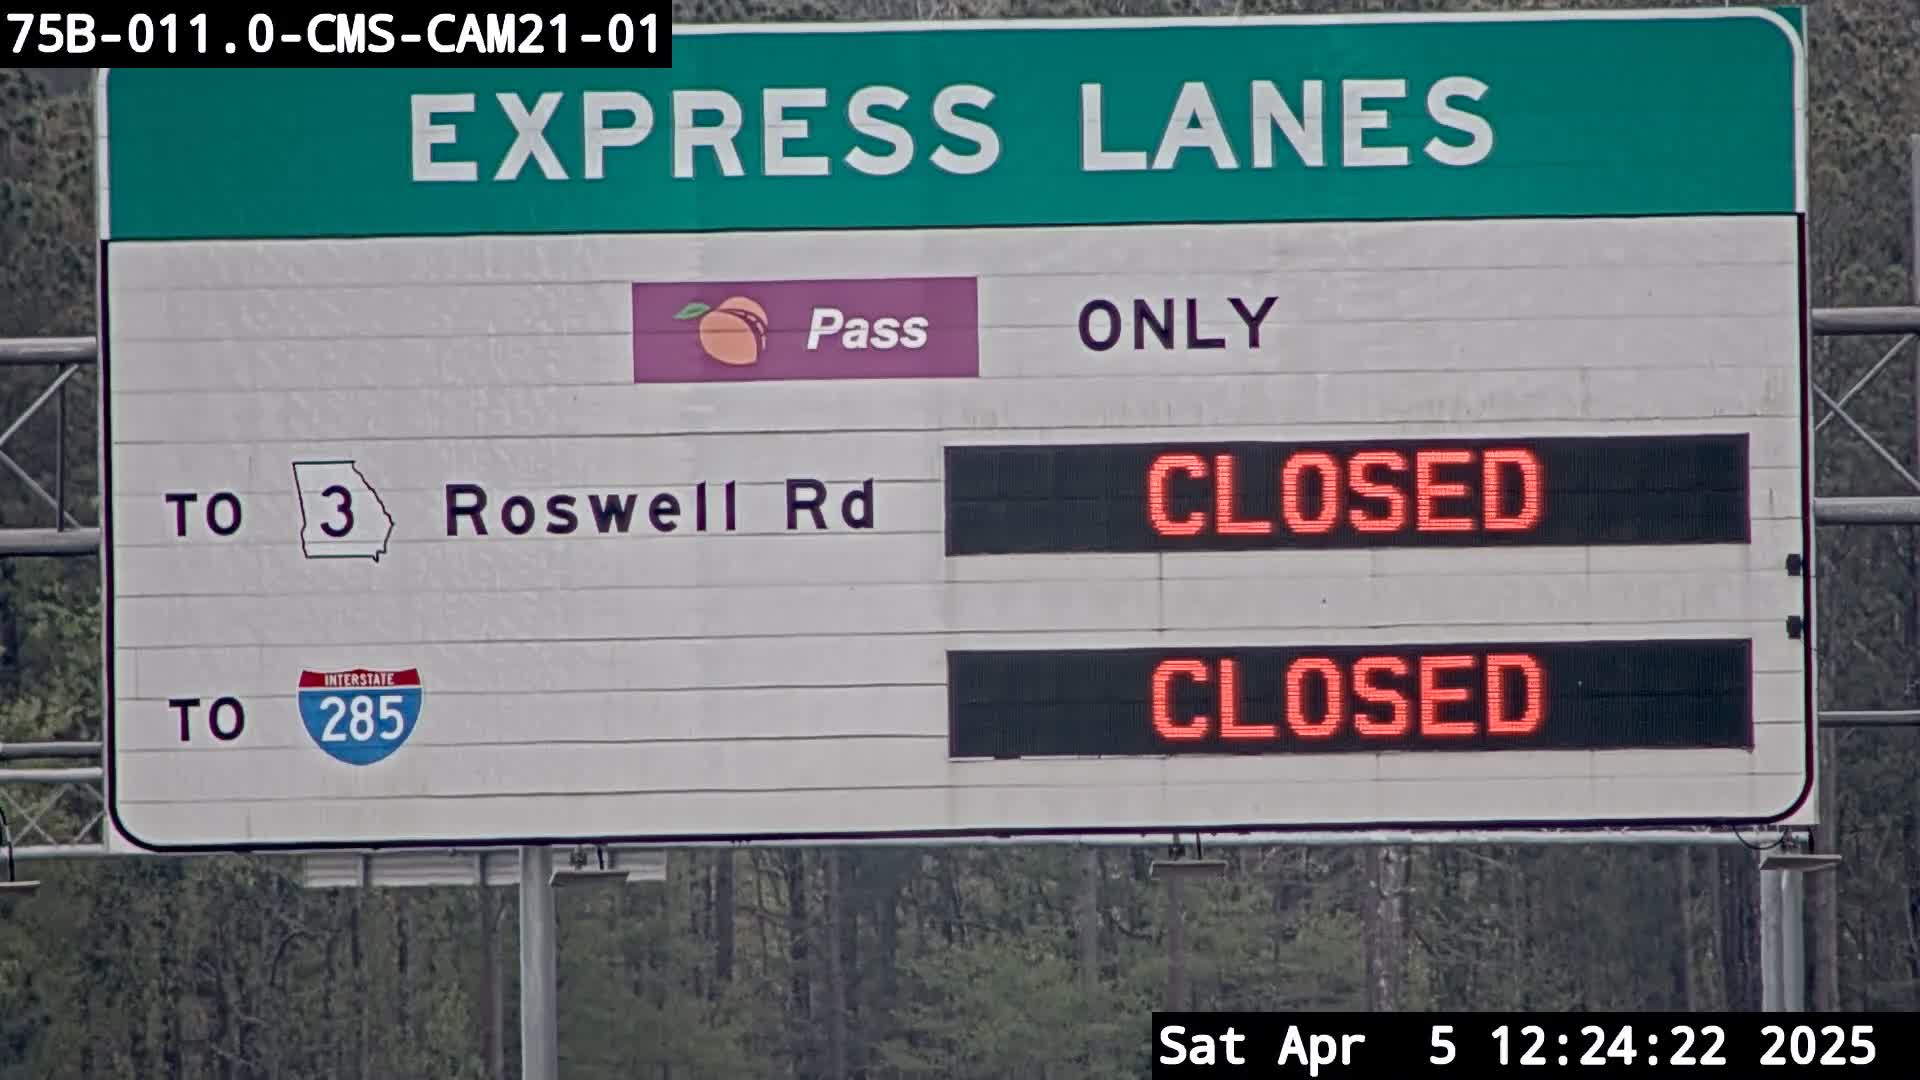 75B-011.0-CMS-CAM21-01
EXPRESS LANES
Pass ONLY
TO 3 Roswell Rd CLOSED
INTERSTATE
TO 285 CLOSED
Sat Apr 5 12:24:22 2025